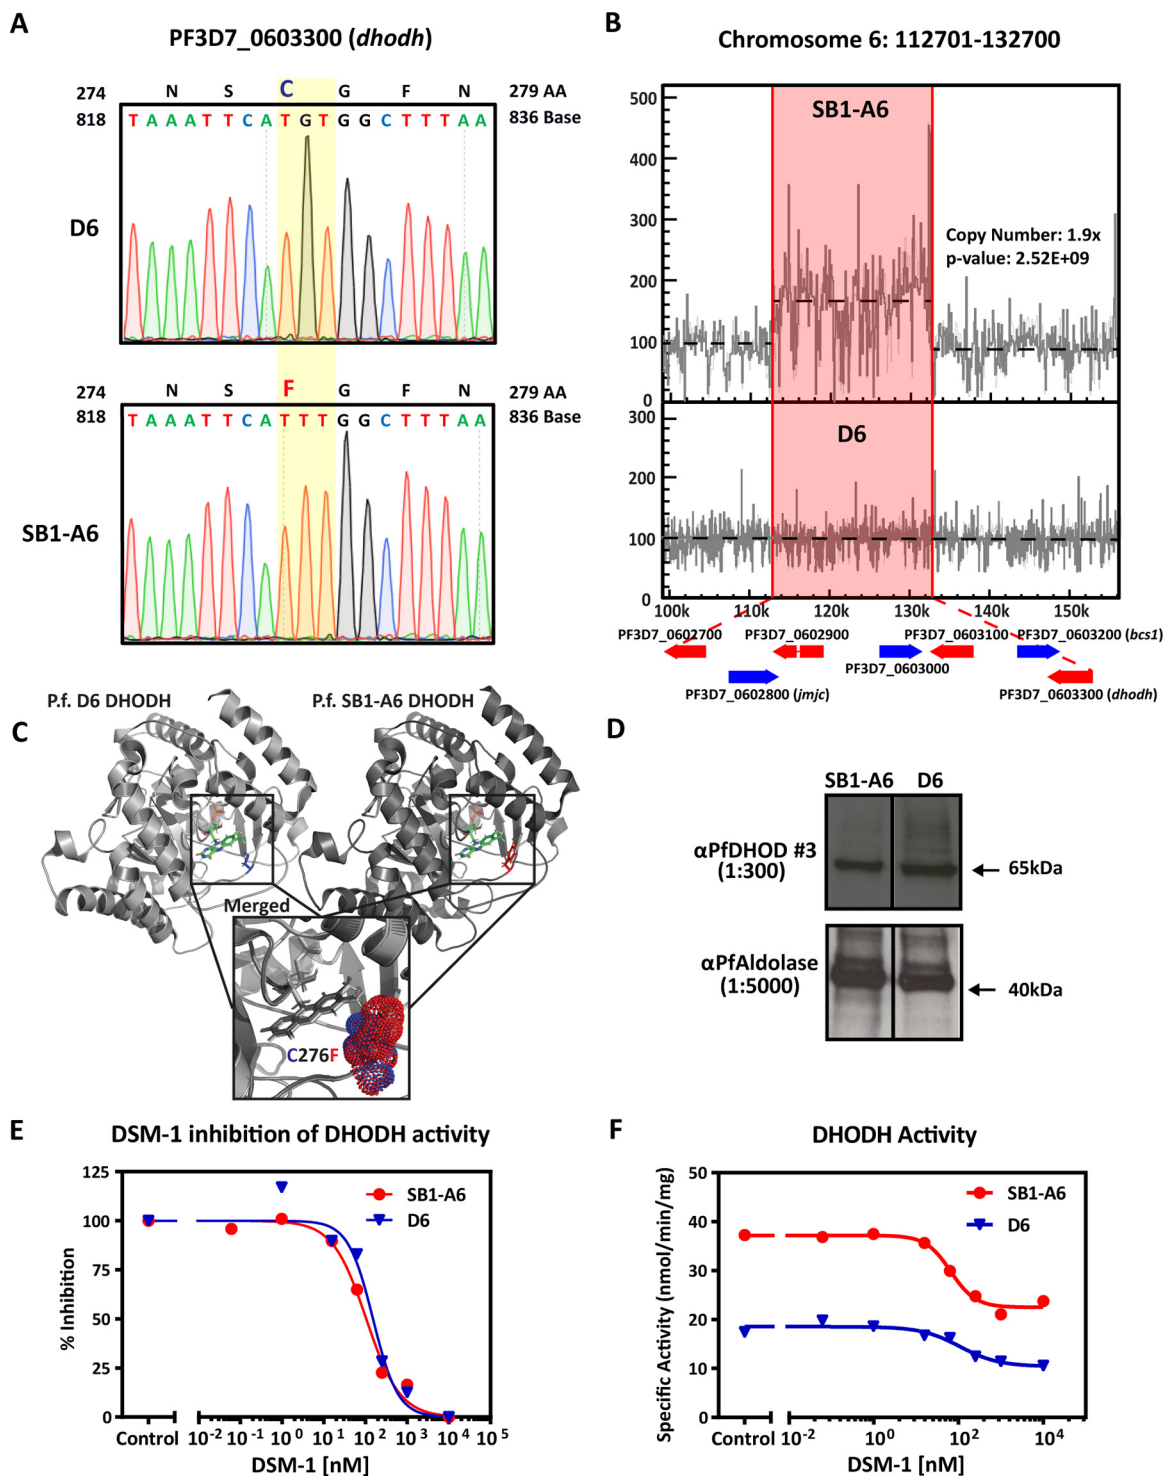 A
PF3D7_0603300 (dhodh)
274 N S C G F N 279 AA
818 T A A A T T C A T G T G G C T T T A A 836 Base
D6
274 N S F G F N 279 AA
818 T A A A T T C A T T T G G C T T T A A 836 Base
SB1-A6
B
Chromosome 6: 112701-132700
500
400
300
200
100
0
SB1-A6
Copy Number: 1.9x
p-value: 2.52E+09
300
200
100
0
D6
100k 110k 120k 130k 140k 150k
PF3D7_0602700 PF3D7_0602900 PF3D7_0603100 PF3D7_0603200 (bcs1)
PF3D7_0602800 (jmjc) PF3D7_0603000 PF3D7_0603300 (dhodh)
C
P.f. D6 DHODH P.f. SB1-A6 DHODH
Merged
C276F
D
SB1-A6 D6
αPfDHOD #3
(1:300)
65kDa
αPfAldolase
(1:5000)
40kDa
E
DSM-1 inhibition of DHODH activity
% Inhibition
125
100
75
50
25
0
SB1-A6
D6
Control 10-2 10-1 100 101 102 103 104 105
DSM-1 [nM]
F
DHODH Activity
Specific Activity (nmol/min/mg)
50
40
30
20
10
0
SB1-A6
D6
Control 10-2 100 102 104
DSM-1 [nM]